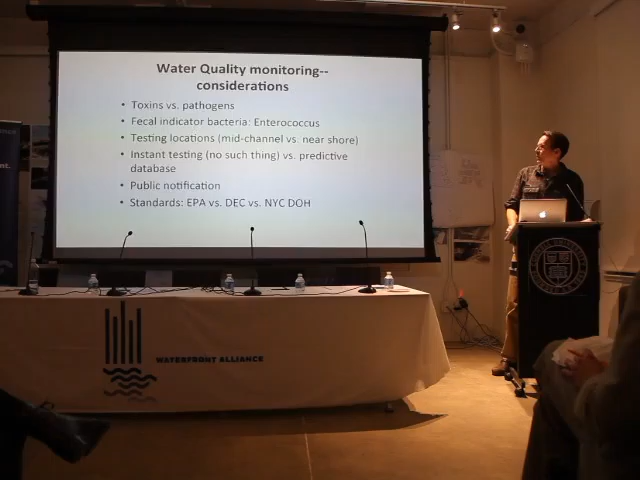 Water Quality monitoring--
considerations
• Toxins vs. pathogens
• Fecal indicator bacteria: Enterococcus
• Testing locations (mid-channel vs. near shore)
• Instant testing (no such thing) vs. predictive
database
• Public notification
• Standards: EPA vs. DEC vs. NYC DOH
WATERFRONT ALLIANCE